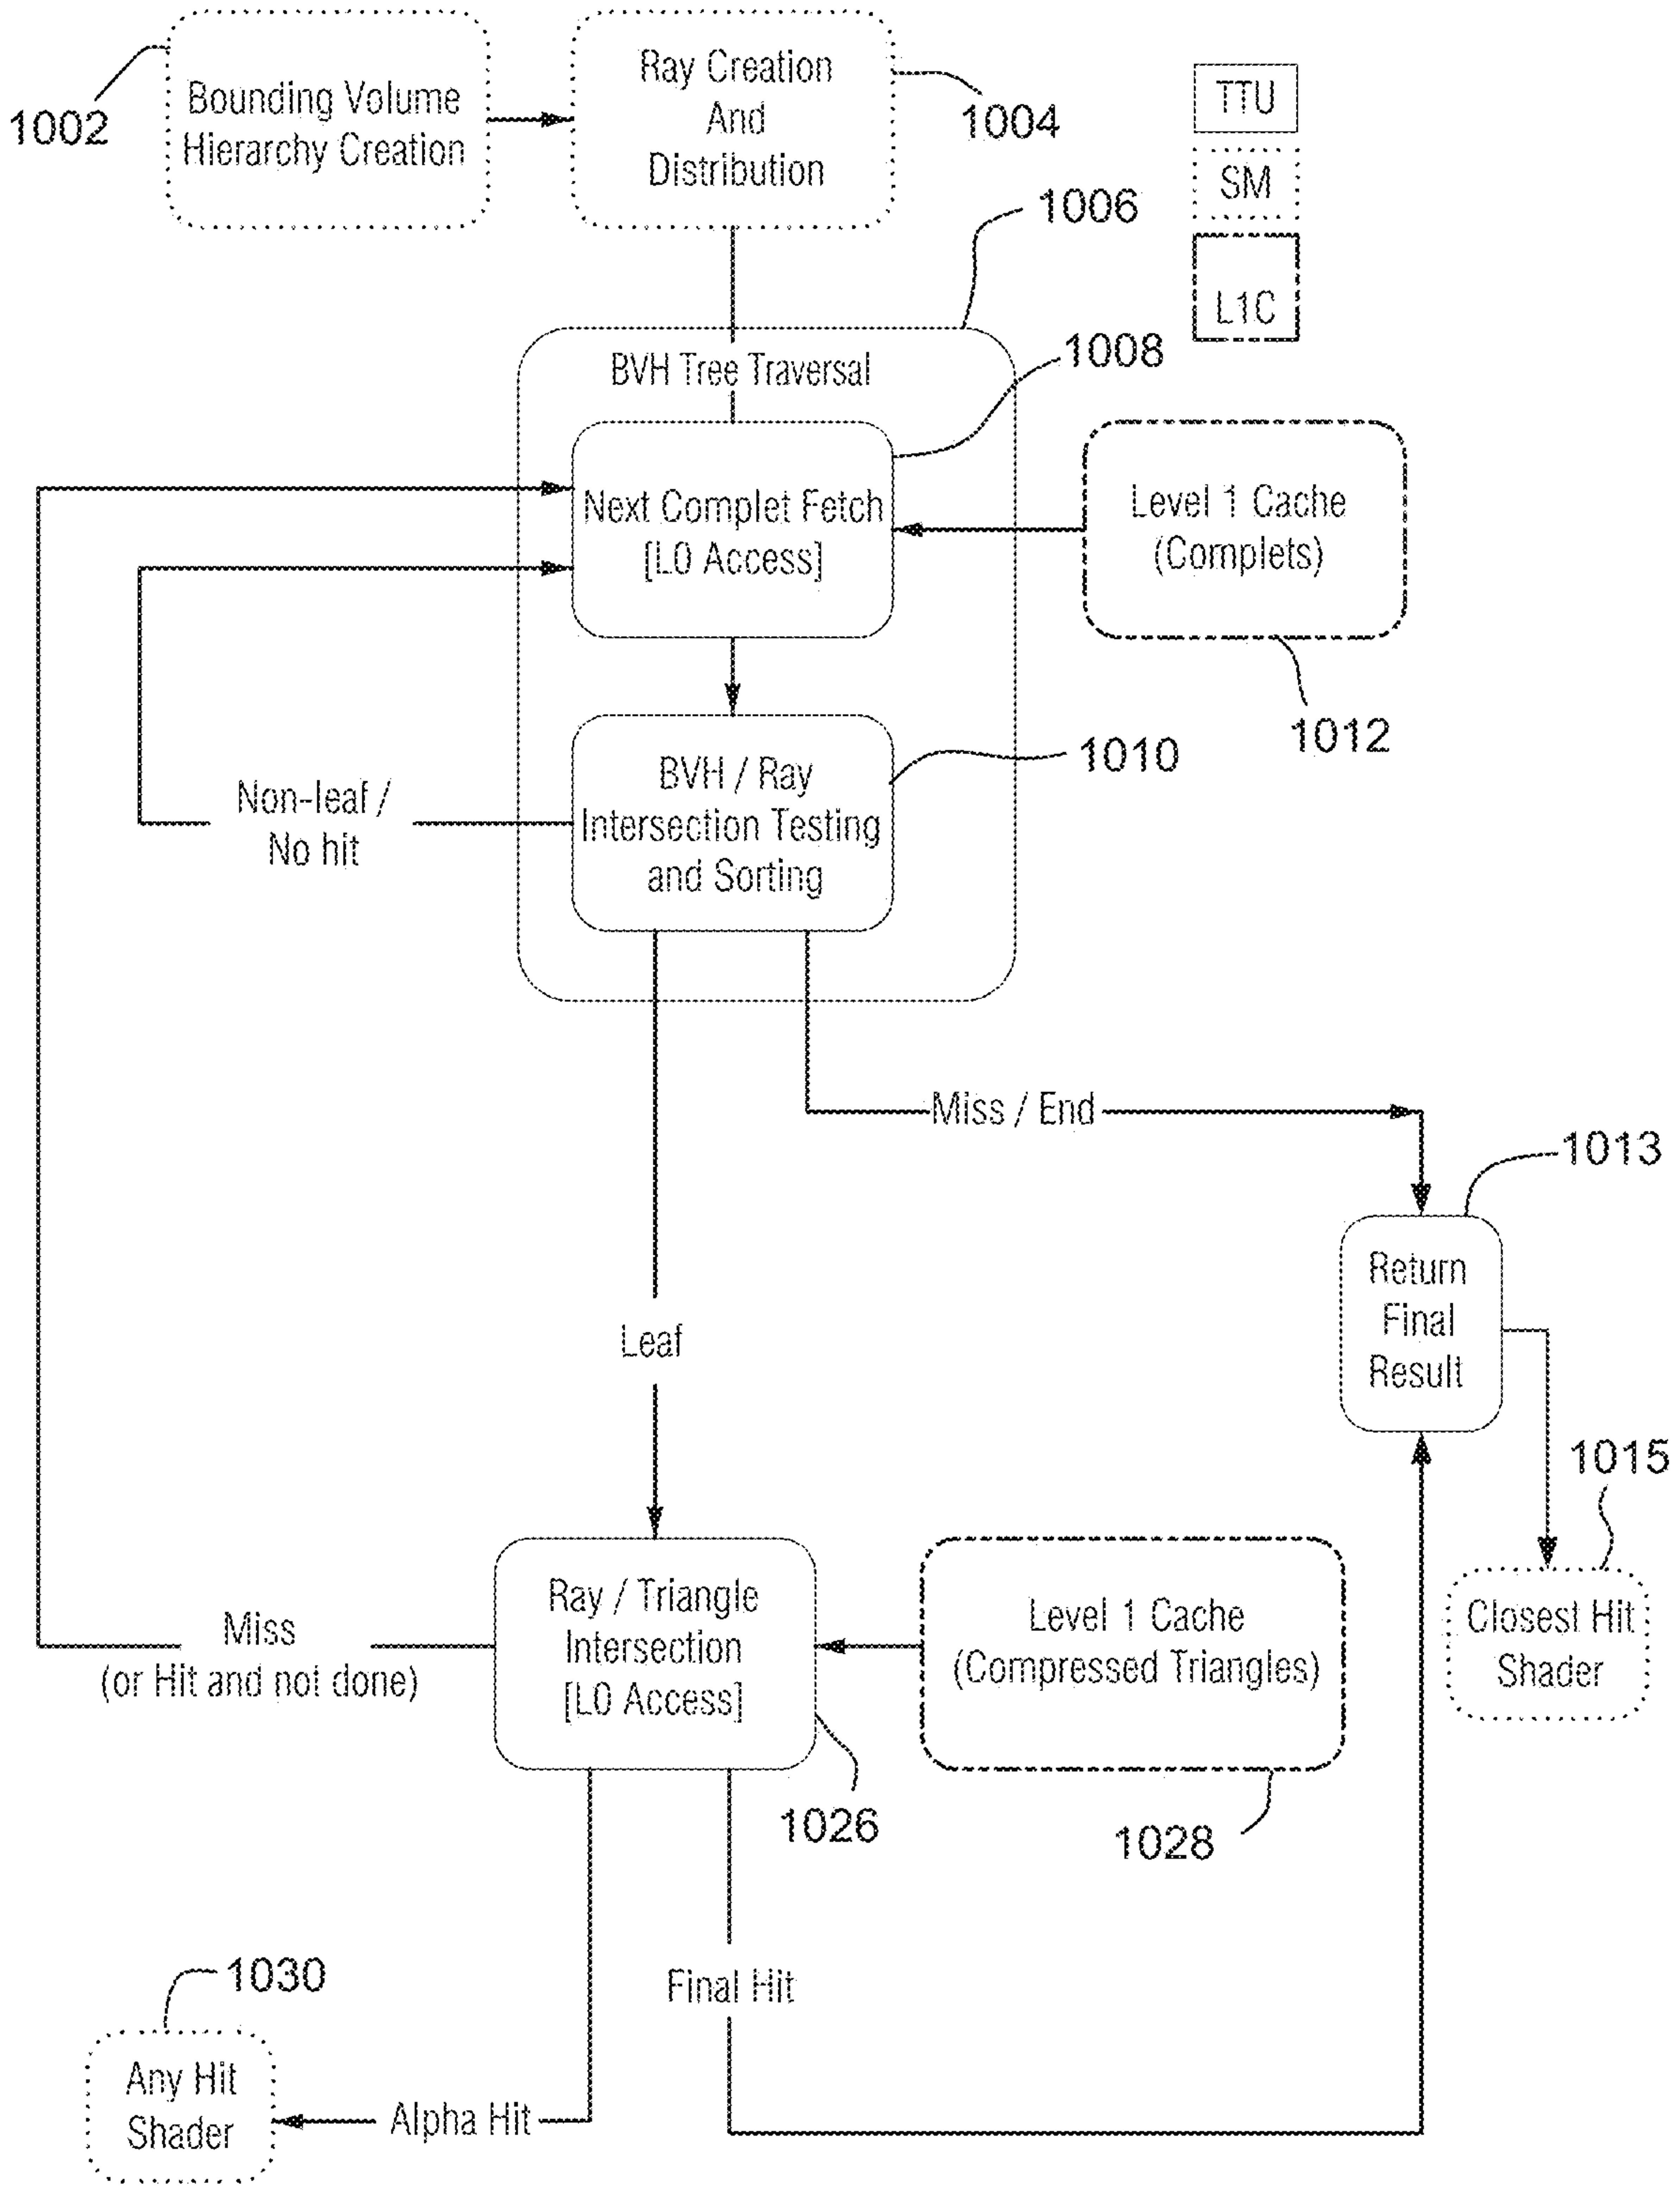 Bounding Volume
Hierarchy Creation
1002
Ray Creation
And
Distribution
1004
TTU
SM
L1C
1006
BVH Tree Traversal
1008
Next Complet Fetch
[L0 Access]
Level 1 Cache
(Complets)
1012
BVH / Ray
Intersection Testing
and Sorting
1010
Non-leaf /
No hit
Miss / End
1013
Return
Final
Result
Leaf
1015
Closest Hit
Shader
Ray / Triangle
Intersection
[L0 Access]
1026
Level 1 Cache
(Compressed Triangles)
1028
Miss
(or Hit and not done)
1030
Any Hit
Shader
Alpha Hit
Final Hit